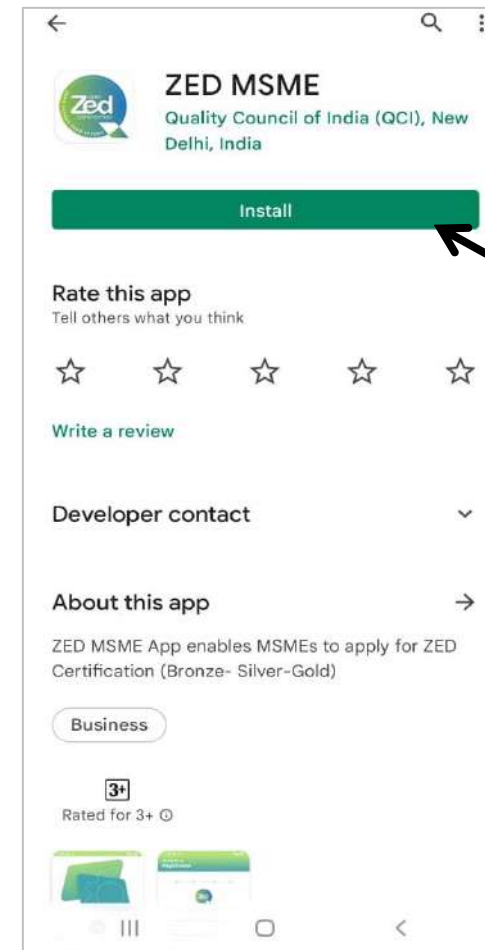 Zed
ZED MSME
Quality Council of India (QCI), New
Delhi, India
Install
Rate this app
Tell others what you think
Write a review
Developer contact
About this app
ZED MSME App enables MSMEs to apply for ZED
Certification (Bronze- Silver-Gold)
Business
3+
Rated for 3+